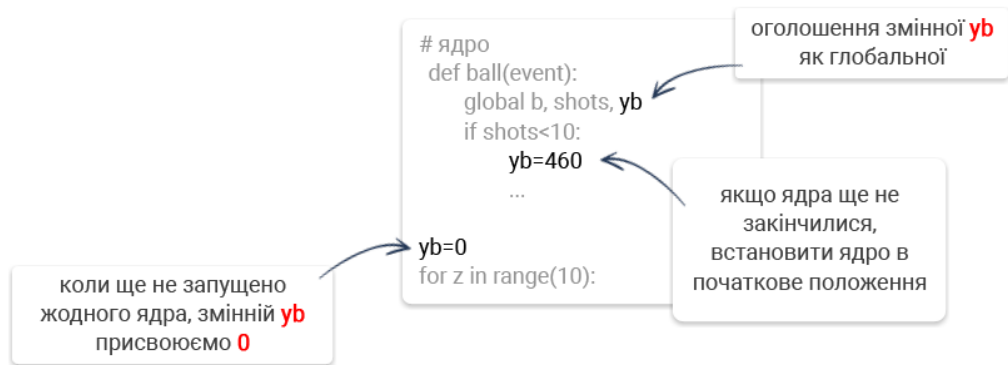 # ядро
def ball(event):
global b, shots, yb
if shots<10:
yb=460
...
yb=0
for z in range(10):
оголошення змінної yb
як глобальної
якщо ядра ще не
закінчилися,
встановити ядро в
початкове положення
коли ще не запущено
жодного ядра, змінній yb
присвоюємо 0